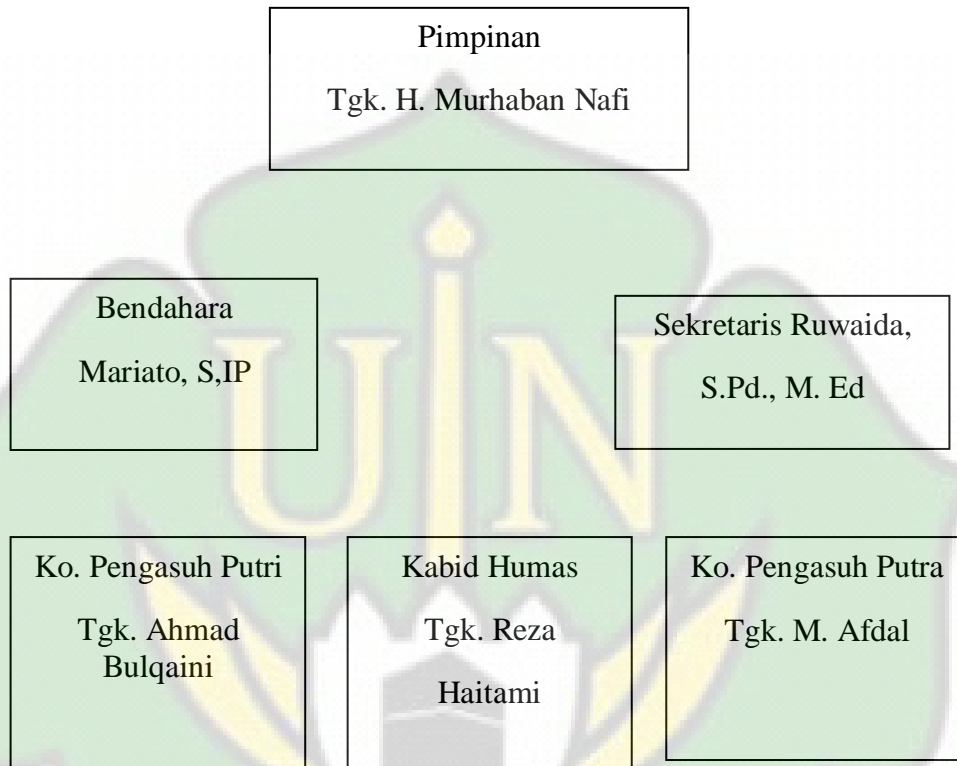 Pimpinan
Tgk. H. Murhaban Nafi
Bendahara
Mariato, S,IP
Sekretaris Ruwaida,
S.Pd., M. Ed
Ko. Pengasuh Putri
Tgk. Ahmad
Bulqaini
Kabid Humas
Tgk. Reza
Haitami
Ko. Pengasuh Putra
Tgk. M. Afdal
UIN